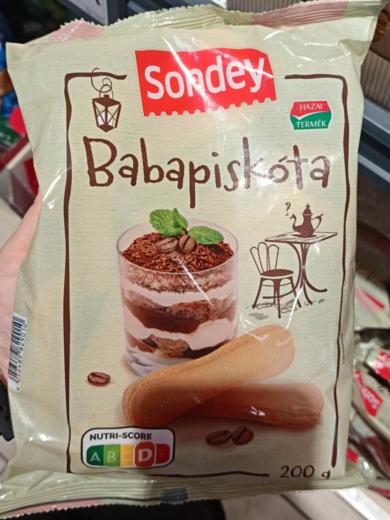 Sondey
HAZAI
TERMÉK
Babapiskóta
?
NUTRI-SCORE
A B C D
200 g